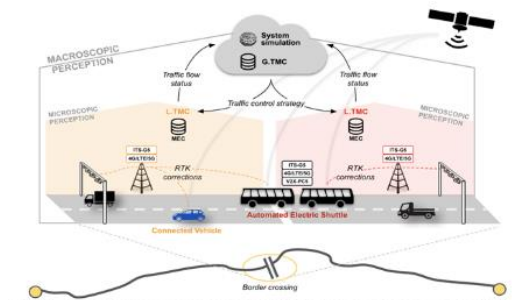 MACROSCOPIC
PERCEPTION
System
simulation
G.TMC
Traffic flow
status
Traffic flow
status
Traffic control strategy
MICROSCOPIC
PERCEPTION
MICROSCOPIC
PERCEPTION
L.TMC
MEC
L.TMC
MEC
ITS-G5
4G/LTE/5G
RTK
corrections
ITS-G5
4G/LTE/5G
V2X-PC5
RTK
corrections
ITS-G5
4G/LTE/5G
Automated Electric Shuttle
Connected Vehicle
Border crossing